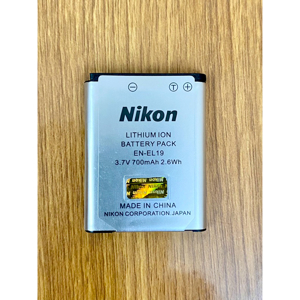 ⊖ Ⓣ ⊕
Nikon
LITHIUM ION
BATTERY PACK
EN-EL19
3.7V 700mAh 2.6Wh
MADE IN CHINA
NIKON CORPORATION JAPAN